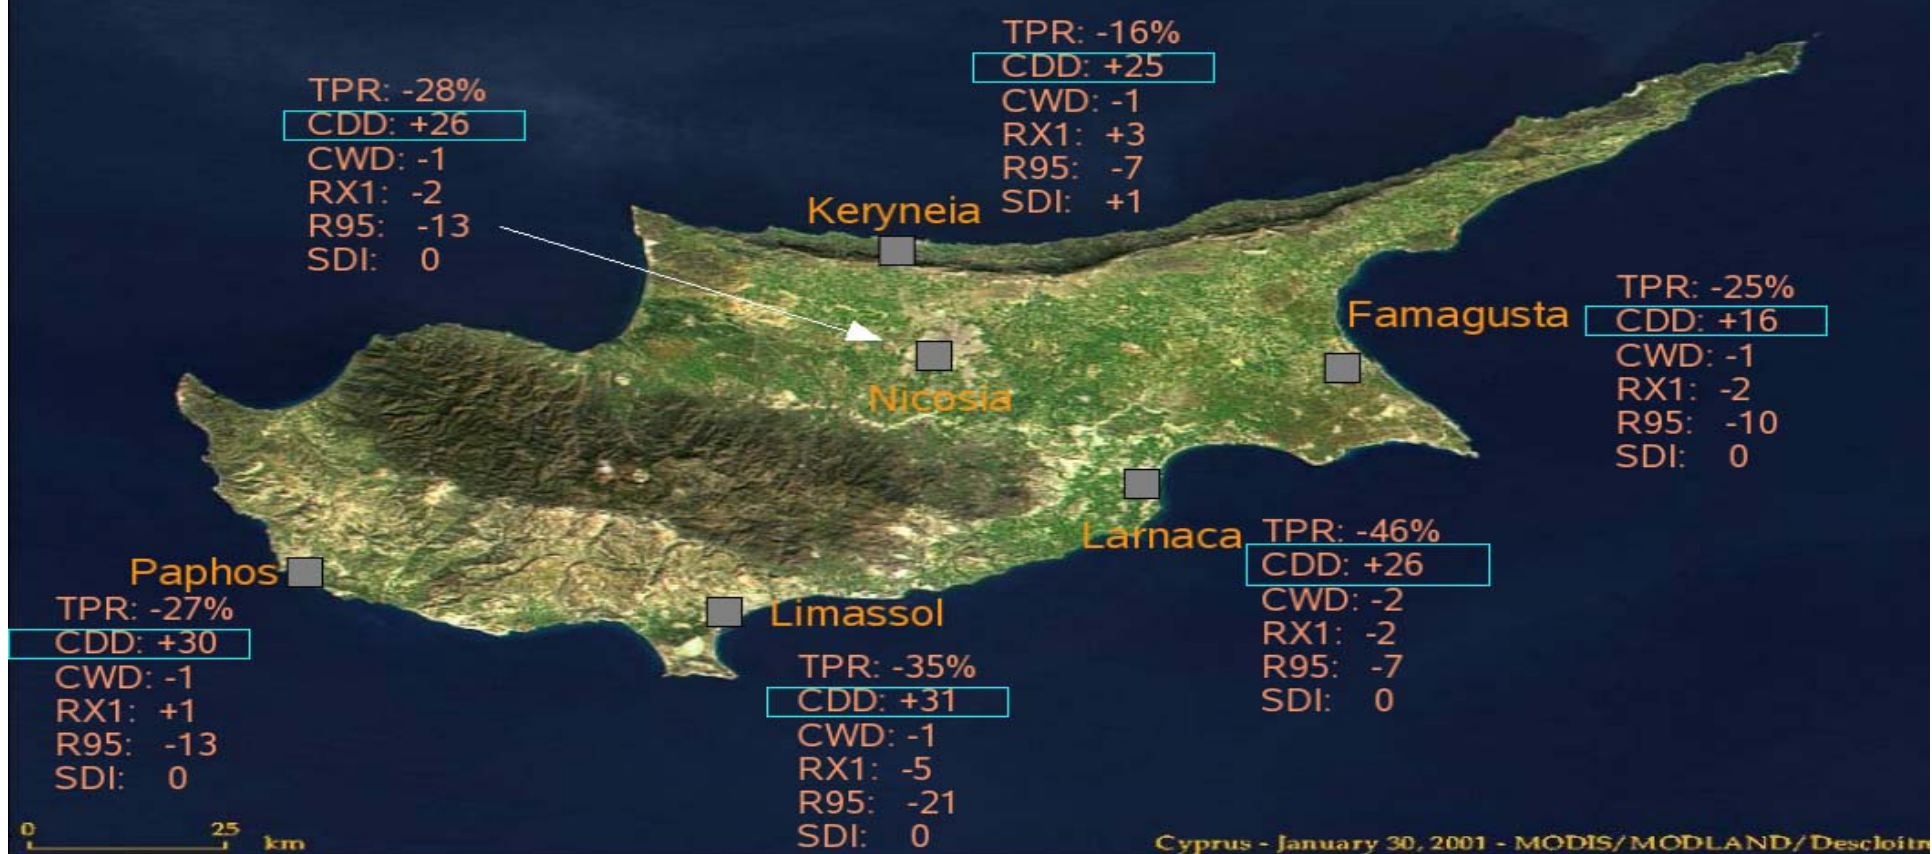 TPR: -16%
CDD: +25
CWD: -1
RX1: +3
R95: -7
SDI: +1
TPR: -28%
CDD: +26
CWD: -1
RX1: -2
R95: -13
SDI: 0
Keryneia
Famagusta
TPR: -25%
CDD: +16
CWD: -1
RX1: -2
R95: -10
SDI: 0
Nicosia
Larnaca
TPR: -46%
CDD: +26
CWD: -2
RX1: -2
R95: -7
SDI: 0
Paphos
TPR: -27%
CDD: +30
CWD: -1
RX1: +1
R95: -13
SDI: 0
Limassol
TPR: -35%
CDD: +31
CWD: -1
RX1: -5
R95: -21
SDI: 0
0 25 km
Cyprus - January 30, 2001 - MODIS/MODLAND/Descloitr